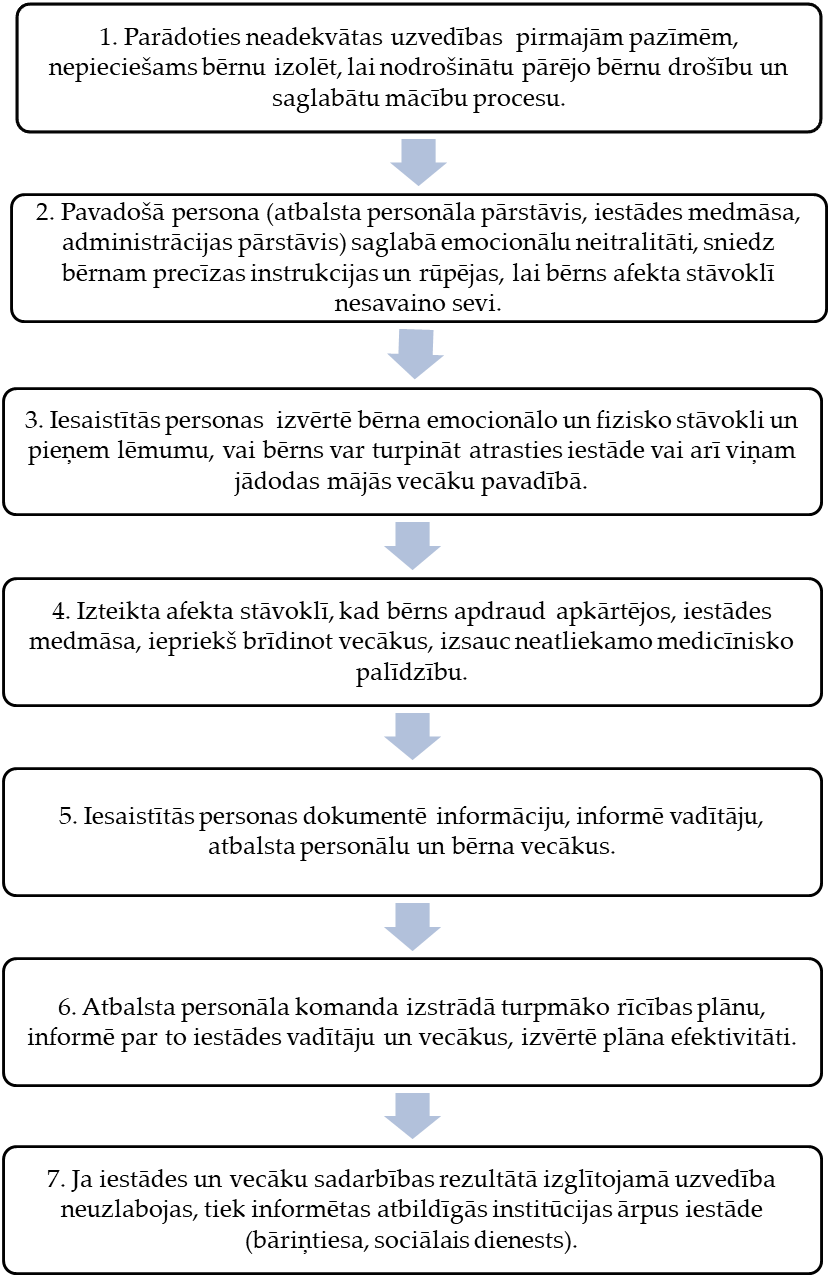 1. Parādoties neadekvātas uzvedības pirmajām pazīmēm,
nepieciešams bērnu izolēt, lai nodrošinātu pārējo bērnu drošību un
saglabātu mācību procesu.
2. Pavadošā persona (atbalsta personāla pārstāvis, iestādes medmāsa,
administrācijas pārstāvis) saglabā emocionālu neitralitāti, sniedz
bērnam precīzas instrukcijas un rūpējas, lai bērns afekta stāvoklī
nesavaino sevi.
3. Iesaistītās personas izvērtē bērna emocionālo un fizisko stāvokli un
pieņem lēmumu, vai bērns var turpināt atrasties iestāde vai arī viņam
jādodas mājās vecāku pavadībā.
4. Izteikta afekta stāvoklī, kad bērns apdraud apkārtējos, iestādes
medmāsa, iepriekš brīdinot vecākus, izsauc neatliekamo medicīnisko
palīdzību.
5. Iesaistītās personas dokumentē informāciju, informē vadītāju,
atbalsta personālu un bērna vecākus.
6. Atbalsta personāla komanda izstrādā turpmāko rīcības plānu,
informē par to iestādes vadītāju un vecākus, izvērtē plāna efektivitāti.
7. Ja iestādes un vecāku sadarbības rezultātā izglītojamā uzvedība
neuzlabojas, tiek informētas atbildīgās institūcijas ārpus iestāde
(bāriņtiesa, sociālais dienests).